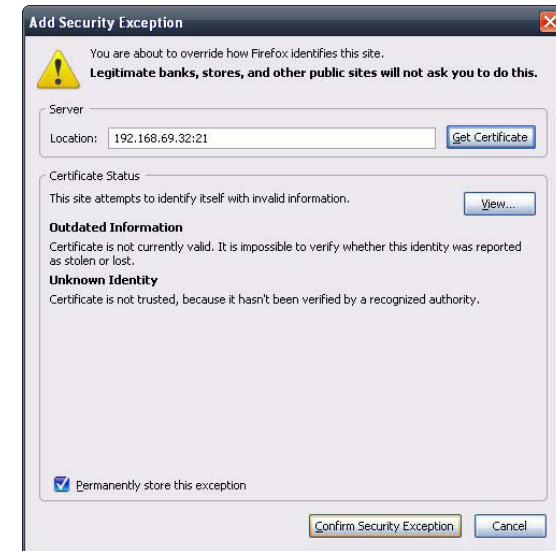 Add Security Exception
You are about to override how Firefox identifies this site.
Legitimate banks, stores, and other public sites will not ask you to do this.
Server
Location: 192.168.69.32:21 Get Certificate
Certificate Status
This site attempts to identify itself with invalid information. View...
Outdated Information
Certificate is not currently valid. It is impossible to verify whether this identity was reported
as stolen or lost.
Unknown Identity
Certificate is not trusted, because it hasn't been verified by a recognized authority.
Permanently store this exception
Confirm Security Exception Cancel